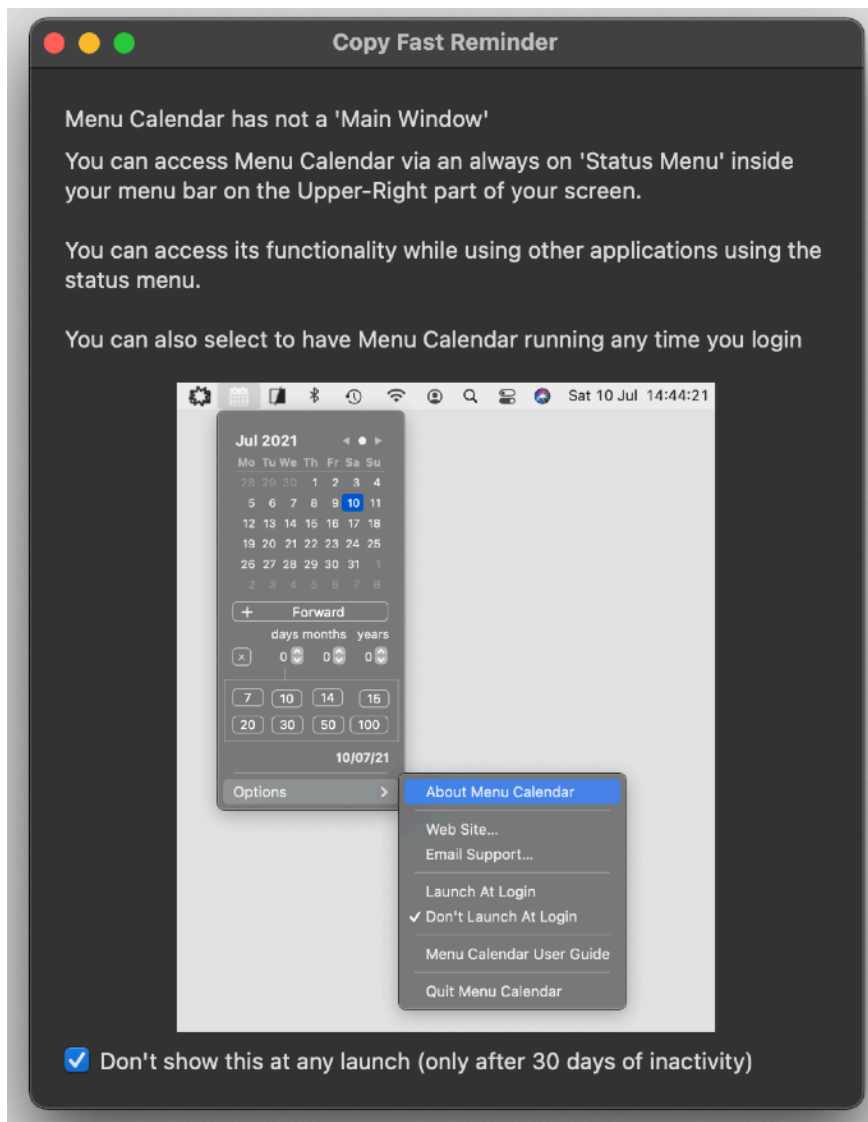 Copy Fast Reminder
Menu Calendar has not a 'Main Window'
You can access Menu Calendar via an always on 'Status Menu' inside
your menu bar on the Upper-Right part of your screen.
You can access its functionality while using other applications using the
status menu.
You can also select to have Menu Calendar running any time you login
Sat 10 Jul 14:44:21
Jul 2021
Mo Tu We Th Fr Sa Su
28 29 30 1 2 3 4
5 6 7 8 9 10 11
12 13 14 15 16 17 18
19 20 21 22 23 24 25
26 27 28 29 30 31 1
2 3 4 5 6 7 8
+ Forward
days months years
× 0 0 0
7 10 14 15
20 30 50 100
10/07/21
Options >
About Menu Calendar
Web Site...
Email Support...
Launch At Login
✓ Don't Launch At Login
Menu Calendar User Guide
Quit Menu Calendar
Don't show this at any launch (only after 30 days of inactivity)